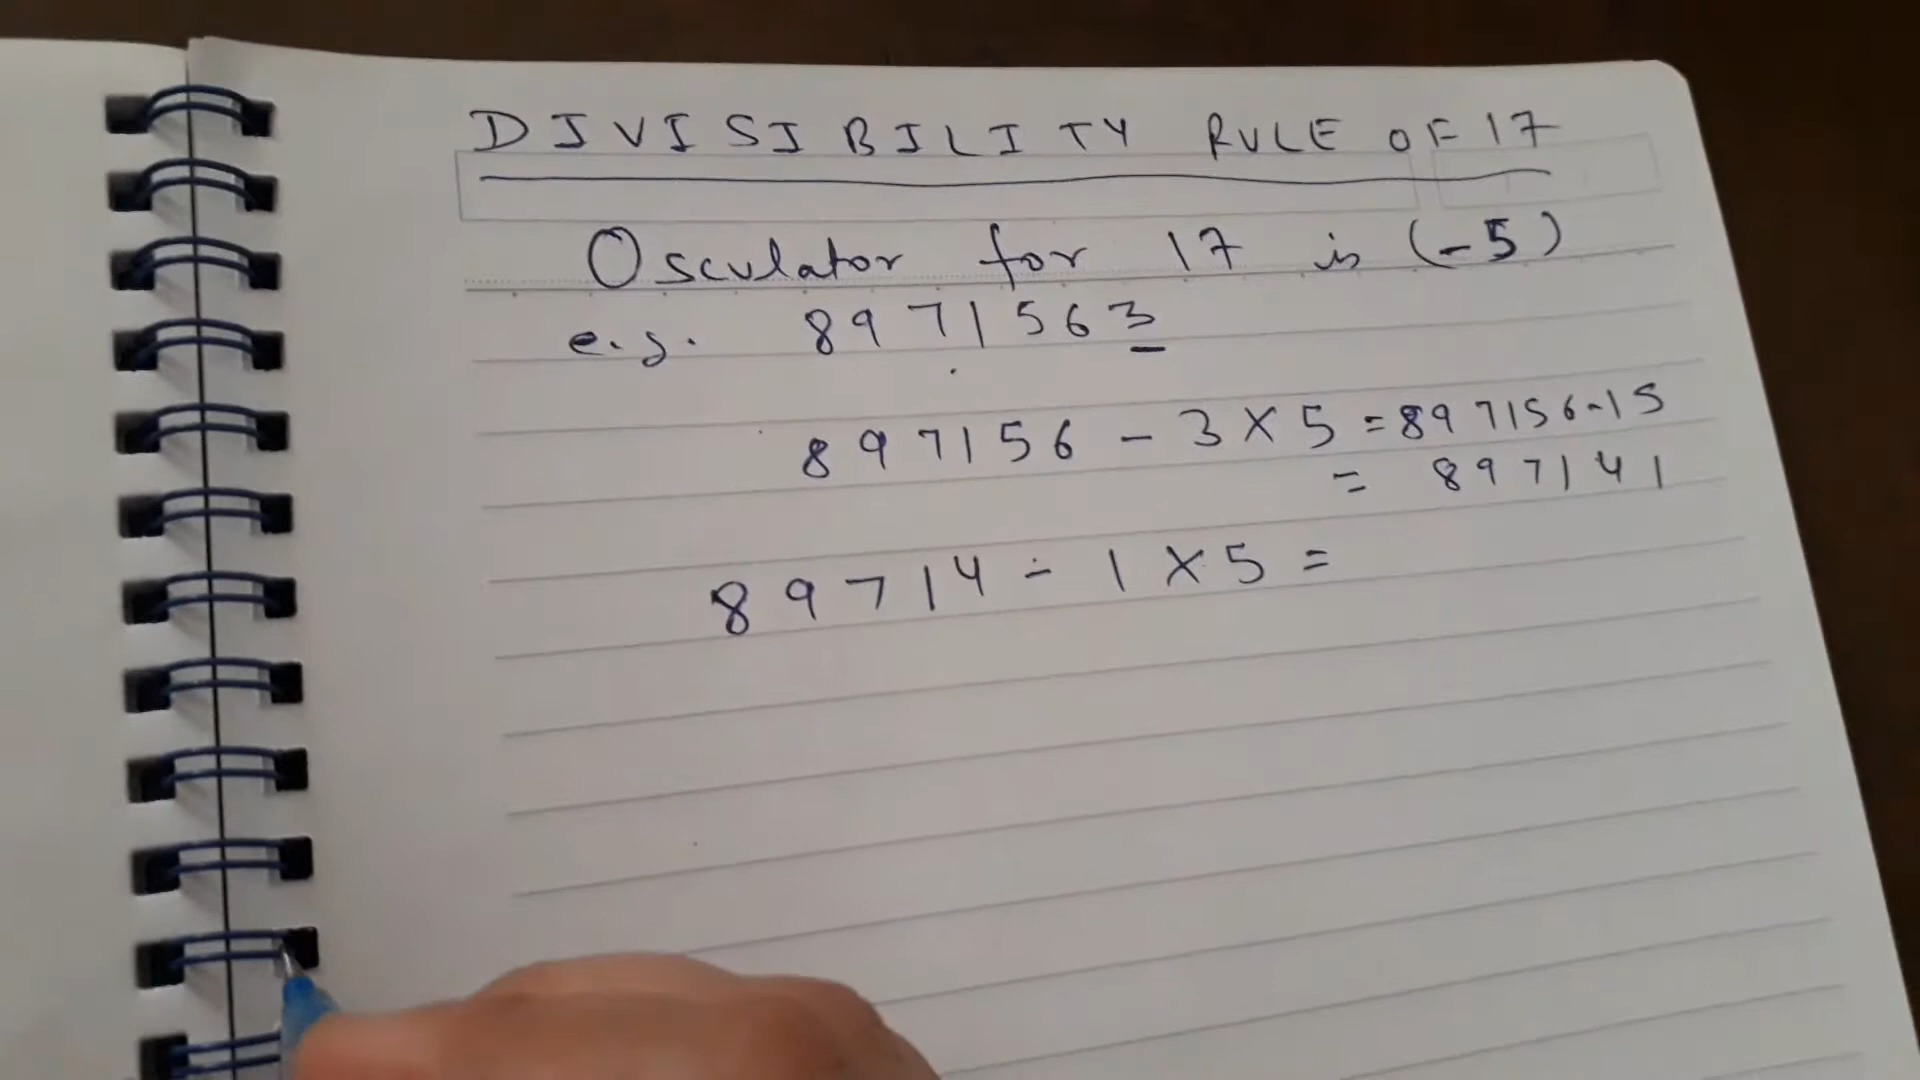 DIVISIBILITY RULE OF 17
Osculator for 17 is (-5)
e.g. 8971563
897156 - 3 X 5 = 897156-15
= 897141
89714 - 1 X 5 =